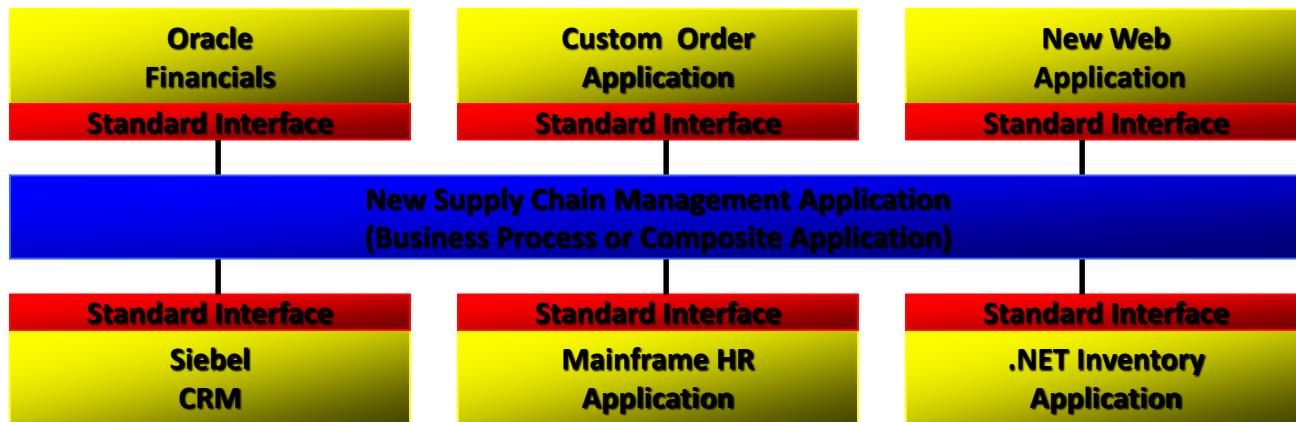 Oracle
Financials
Standard Interface
Custom Order
Application
Standard Interface
New Web
Application
Standard Interface
New Supply Chain Management Application
(Business Process or Composite Application)
Standard Interface
Siebel
CRM
Standard Interface
Mainframe HR
Application
Standard Interface
.NET Inventory
Application